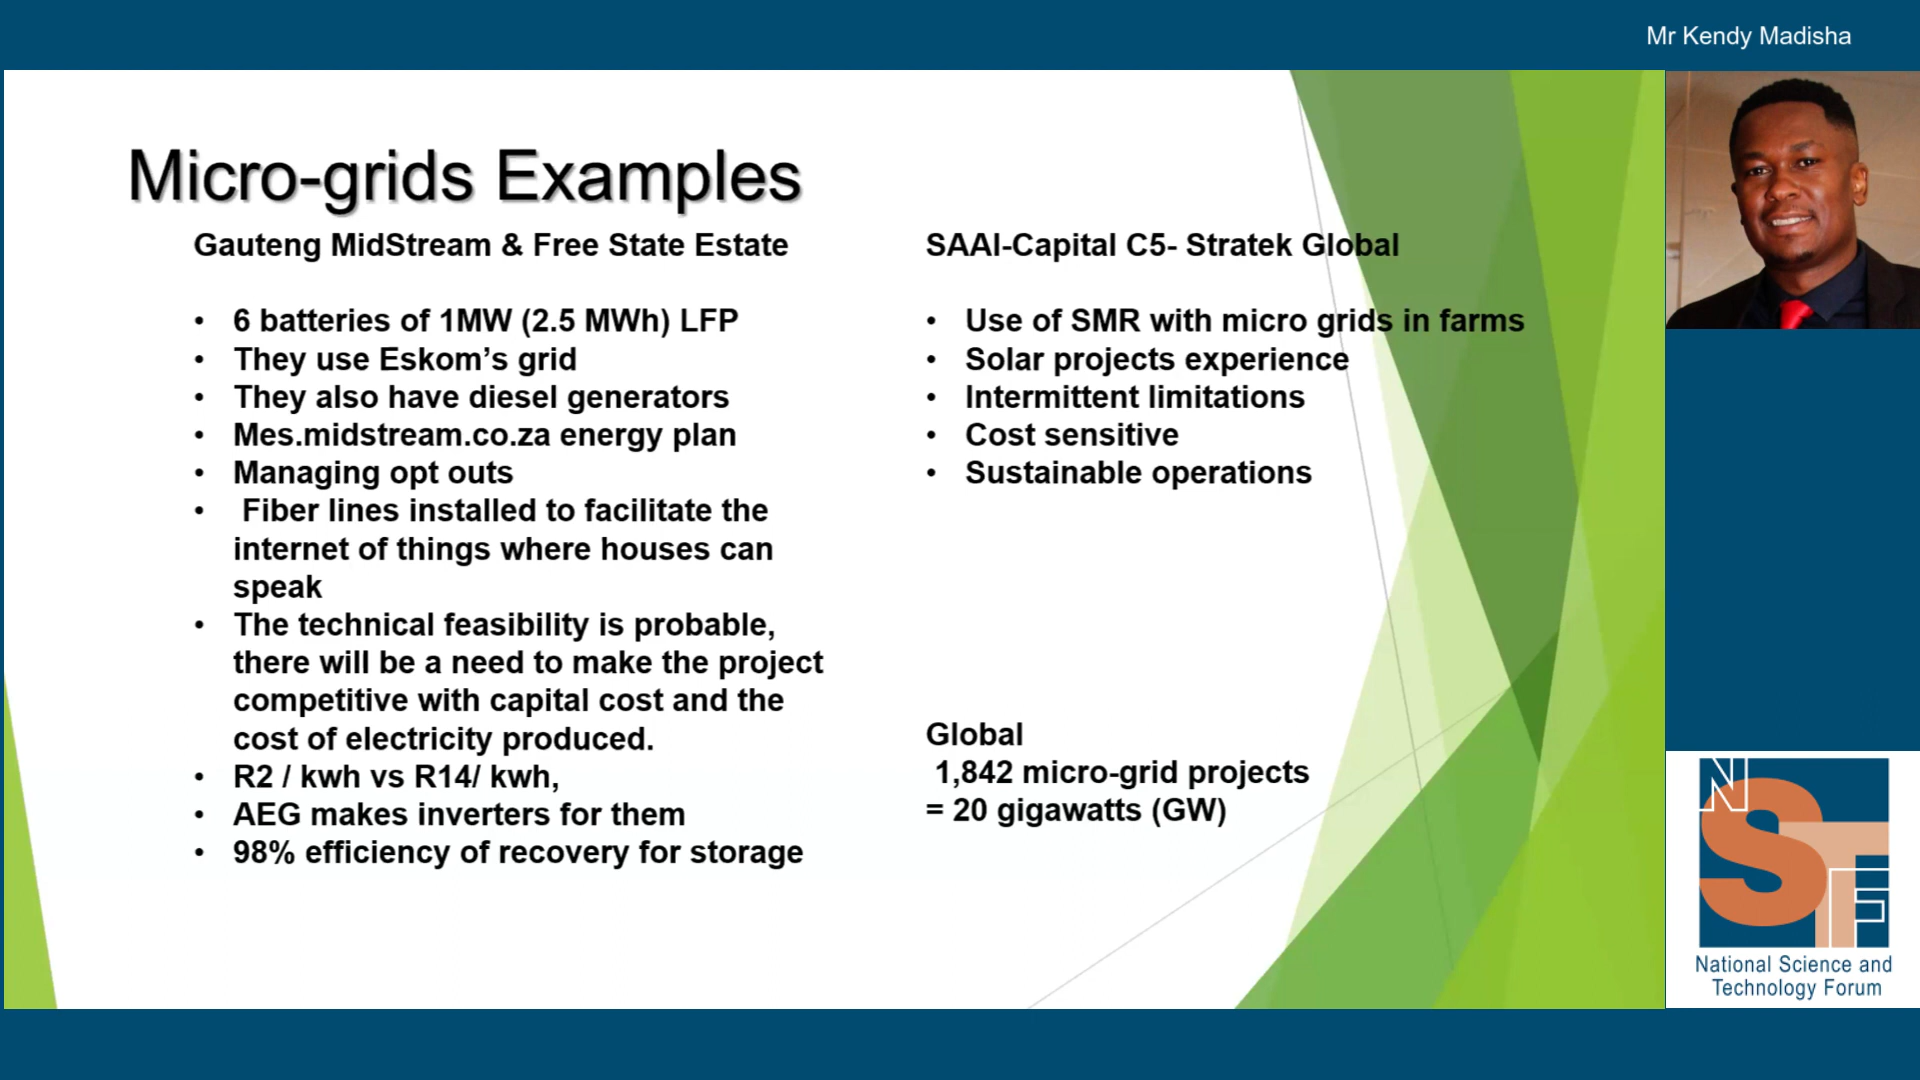 Mr Kendy Madisha
Micro-grids Examples
Gauteng MidStream & Free State Estate
• 6 batteries of 1MW (2.5 MWh) LFP
• They use Eskom’s grid
• They also have diesel generators
• Mes.midstream.co.za energy plan
• Managing opt outs
• Fiber lines installed to facilitate the
internet of things where houses can
speak
• The technical feasibility is probable,
there will be a need to make the project
competitive with capital cost and the
cost of electricity produced.
• R2 / kwh vs R14/ kwh,
• AEG makes inverters for them
• 98% efficiency of recovery for storage
SAAI-Capital C5- Stratek Global
• Use of SMR with micro grids in farms
• Solar projects experience
• Intermittent limitations
• Cost sensitive
• Sustainable operations
Global
1,842 micro-grid projects
= 20 gigawatts (GW)
NSTF
National Science and
Technology Forum